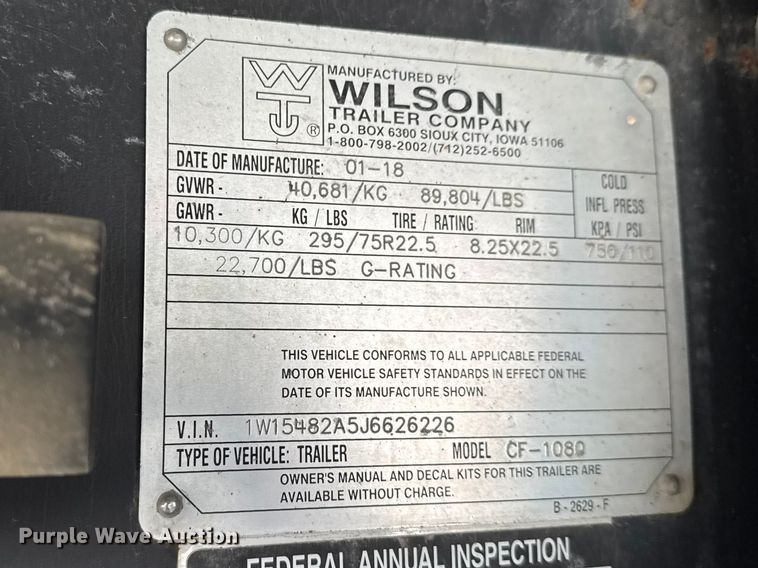 MANUFACTURED BY:
WILSON
TRAILER COMPANY
P.O. BOX 6300 SIOUX CITY, IOWA 51106
1-800-798-2002/(712)252-6500
WT ®
DATE OF MANUFACTURE: 01-18
GVWR - 40,681/KG 89,804/LBS
COLD
INFL PRESS
KPA / PSI
GAWR - KG / LBS TIRE / RATING RIM
10,300/KG 295/75R22.5 8.25X22.5 756/110
22,700/LBS G-RATING
THIS VEHICLE CONFORMS TO ALL APPLICABLE FEDERAL
MOTOR VEHICLE SAFETY STANDARDS IN EFFECT ON THE
DATE OF ITS MANUFACTURE SHOWN.
V.I.N. 1W15482A5J6626226
TYPE OF VEHICLE: TRAILER MODEL CF-1080
OWNER'S MANUAL AND DECAL KITS FOR THIS TRAILER ARE
AVAILABLE WITHOUT CHARGE.
B - 2629 - F
Purple Wave Auction
FEDERAL ANNUAL INSPECTION